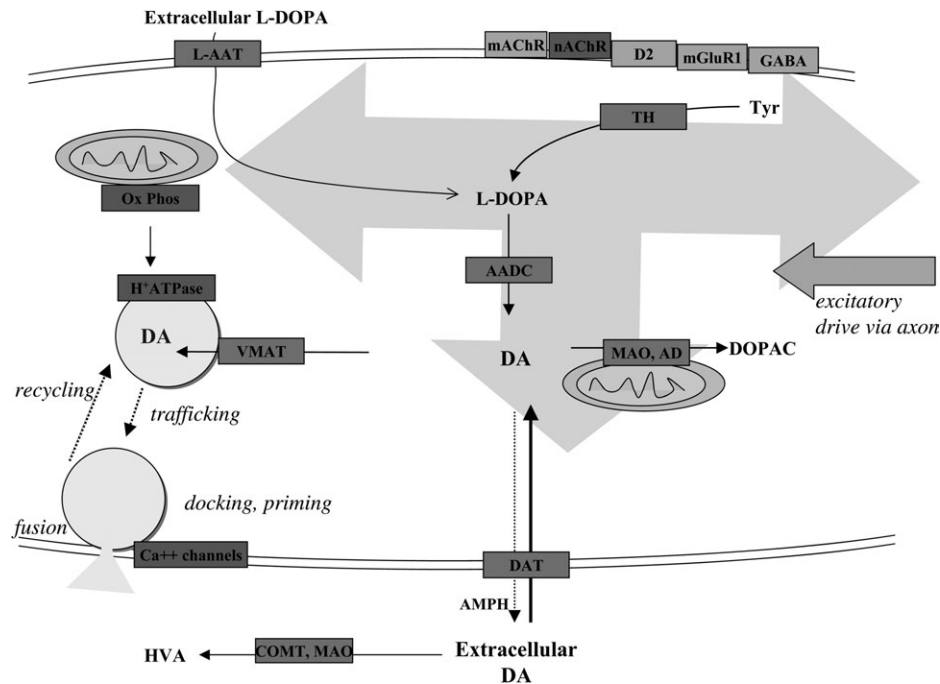 Extracellular L-DOPA
L-AAT
mAChR
nAChR
D2
mGluR1
GABA
TH
Tyr
Ox Phos
L-DOPA
H⁺ATPase
AADC
excitatory
drive via axon
DA
VMAT
DA
MAO, AD
DOPAC
recycling
trafficking
docking, priming
fusion
Ca++ channels
DAT
AMPH
HVA
COMT, MAO
Extracellular
DA